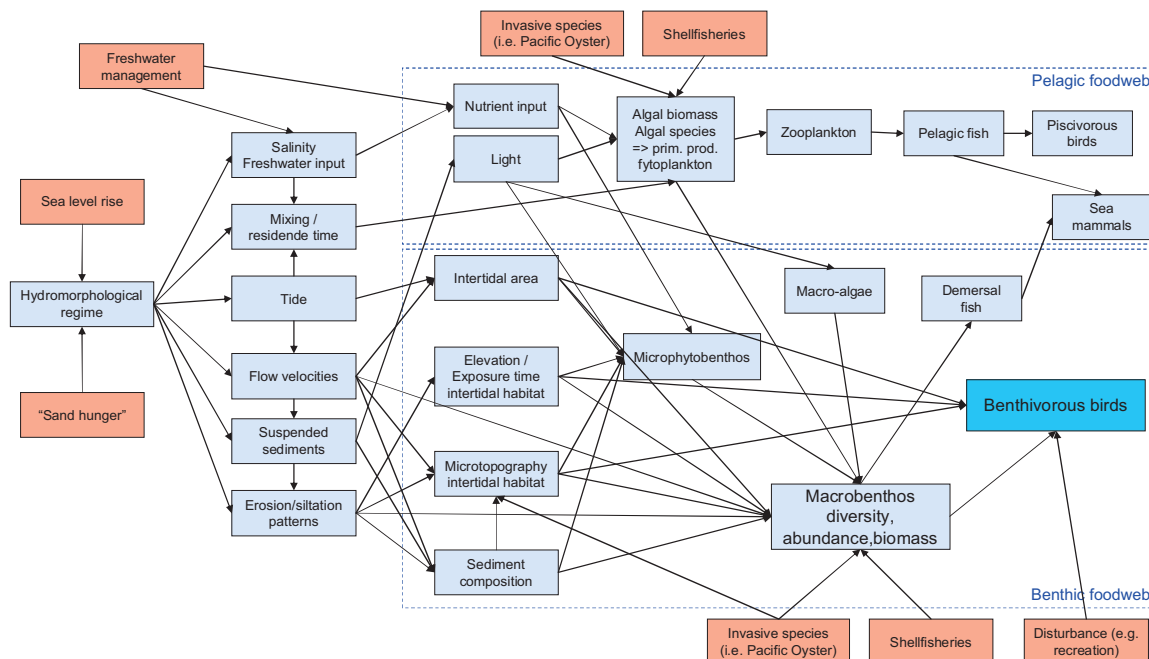 Invasive species
(i.e. Pacific Oyster)
Shellfisheries
Freshwater
management
Pelagic foodweb
Nutrient input
Algal biomass
Algal species
=> prim. prod.
fytoplankton
Zooplankton
Pelagic fish
Piscivorous
birds
Salinity
Freshwater input
Light
Sea level rise
Mixing /
residende time
Sea
mammals
Hydromorphological
regime
Tide
Intertidal area
Macro-algae
Demersal
fish
Flow velocities
Elevation /
Exposure time
intertidal habitat
Microphytobenthos
"Sand hunger"
Benthivorous birds
Suspended
sediments
Microtopography
intertidal habitat
Erosion/siltation
patterns
Macrobenthos
diversity,
abundance,biomass
Sediment
composition
Benthic foodweb
Invasive species
(i.e. Pacific Oyster)
Shellfisheries
Disturbance (e.g.
recreation)